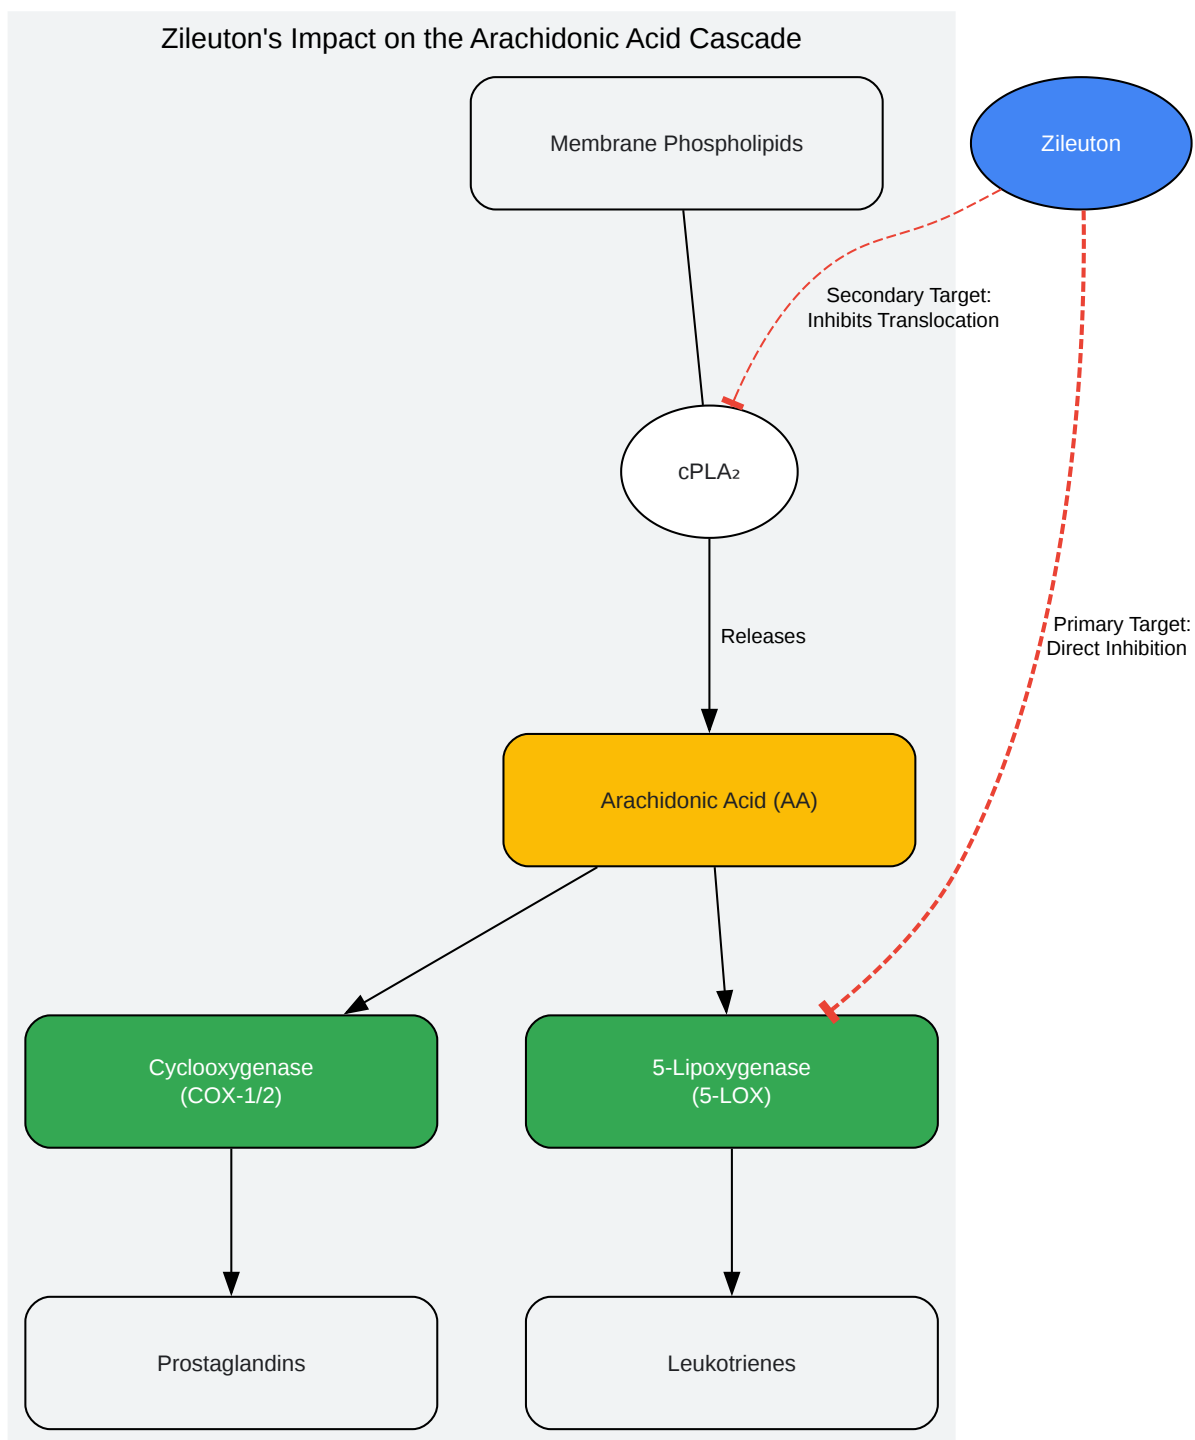 Zileuton's Impact on the Arachidonic Acid Cascade
Membrane Phospholipids
Zileuton
Secondary Target:
Inhibits Translocation
cPLA₂
Primary Target:
Direct Inhibition
Releases
Arachidonic Acid (AA)
Cyclooxygenase
(COX-1/2)
5-Lipoxygenase
(5-LOX)
Prostaglandins
Leukotrienes